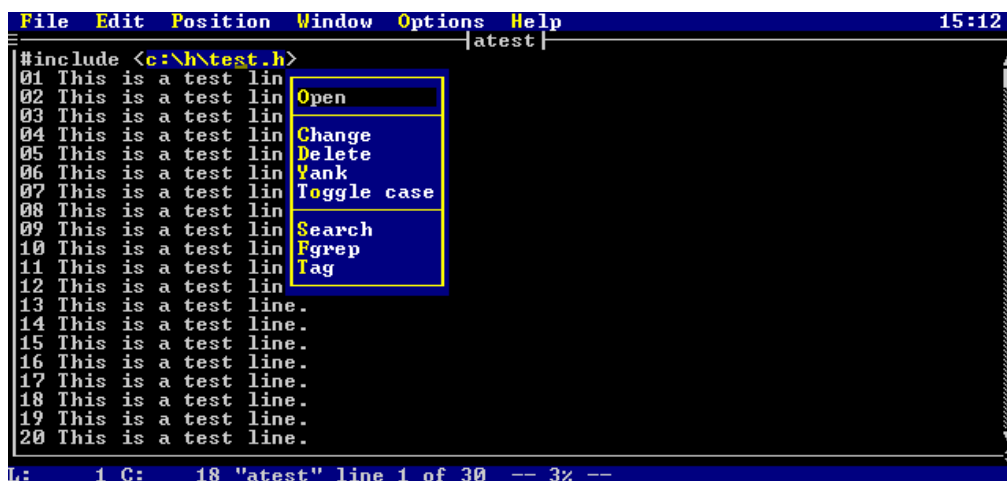 File Edit Position Window Options Help 15:12
atest
#include <c:\h\test.h>
01 This is a test lin
02 This is a test lin Open
03 This is a test lin
04 This is a test lin Change
05 This is a test lin Delete
06 This is a test lin Yank
07 This is a test lin Toggle case
08 This is a test lin
09 This is a test lin Search
10 This is a test lin Fgrep
11 This is a test lin Tag
12 This is a test lin
13 This is a test line.
14 This is a test line.
15 This is a test line.
16 This is a test line.
17 This is a test line.
18 This is a test line.
19 This is a test line.
20 This is a test line.
L: 1 C: 18 "atest" line 1 of 30 -- 3% --